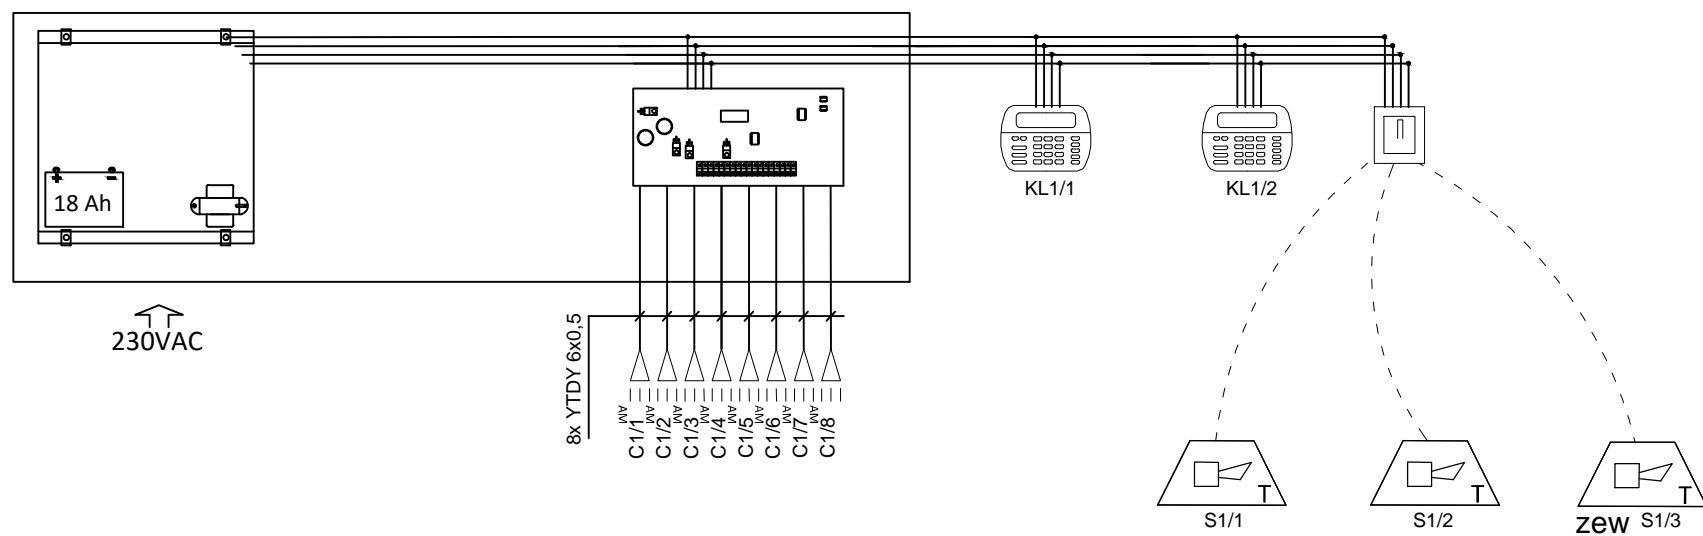 18 Ah
230VAC
KL1/1
KL1/2
8x YTDY 6x0,5
AM
AM
AM
AM
AM
AM
AM
AM
C1/1
C1/2
C1/3
C1/4
C1/5
C1/6
C1/7
C1/8
T
T
T
S1/1
S1/2
zew S1/3